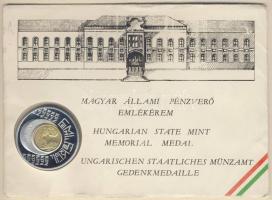 MAGYAR ÁLLAMI PÉNZVERŐ
EMLÉKÉREM
HUNGARIAN STATE MINT
MEMORIAL MEDAL
UNGARISCHEN STAATLICHES MÜNZAMT
GEDENKMEDAILLE